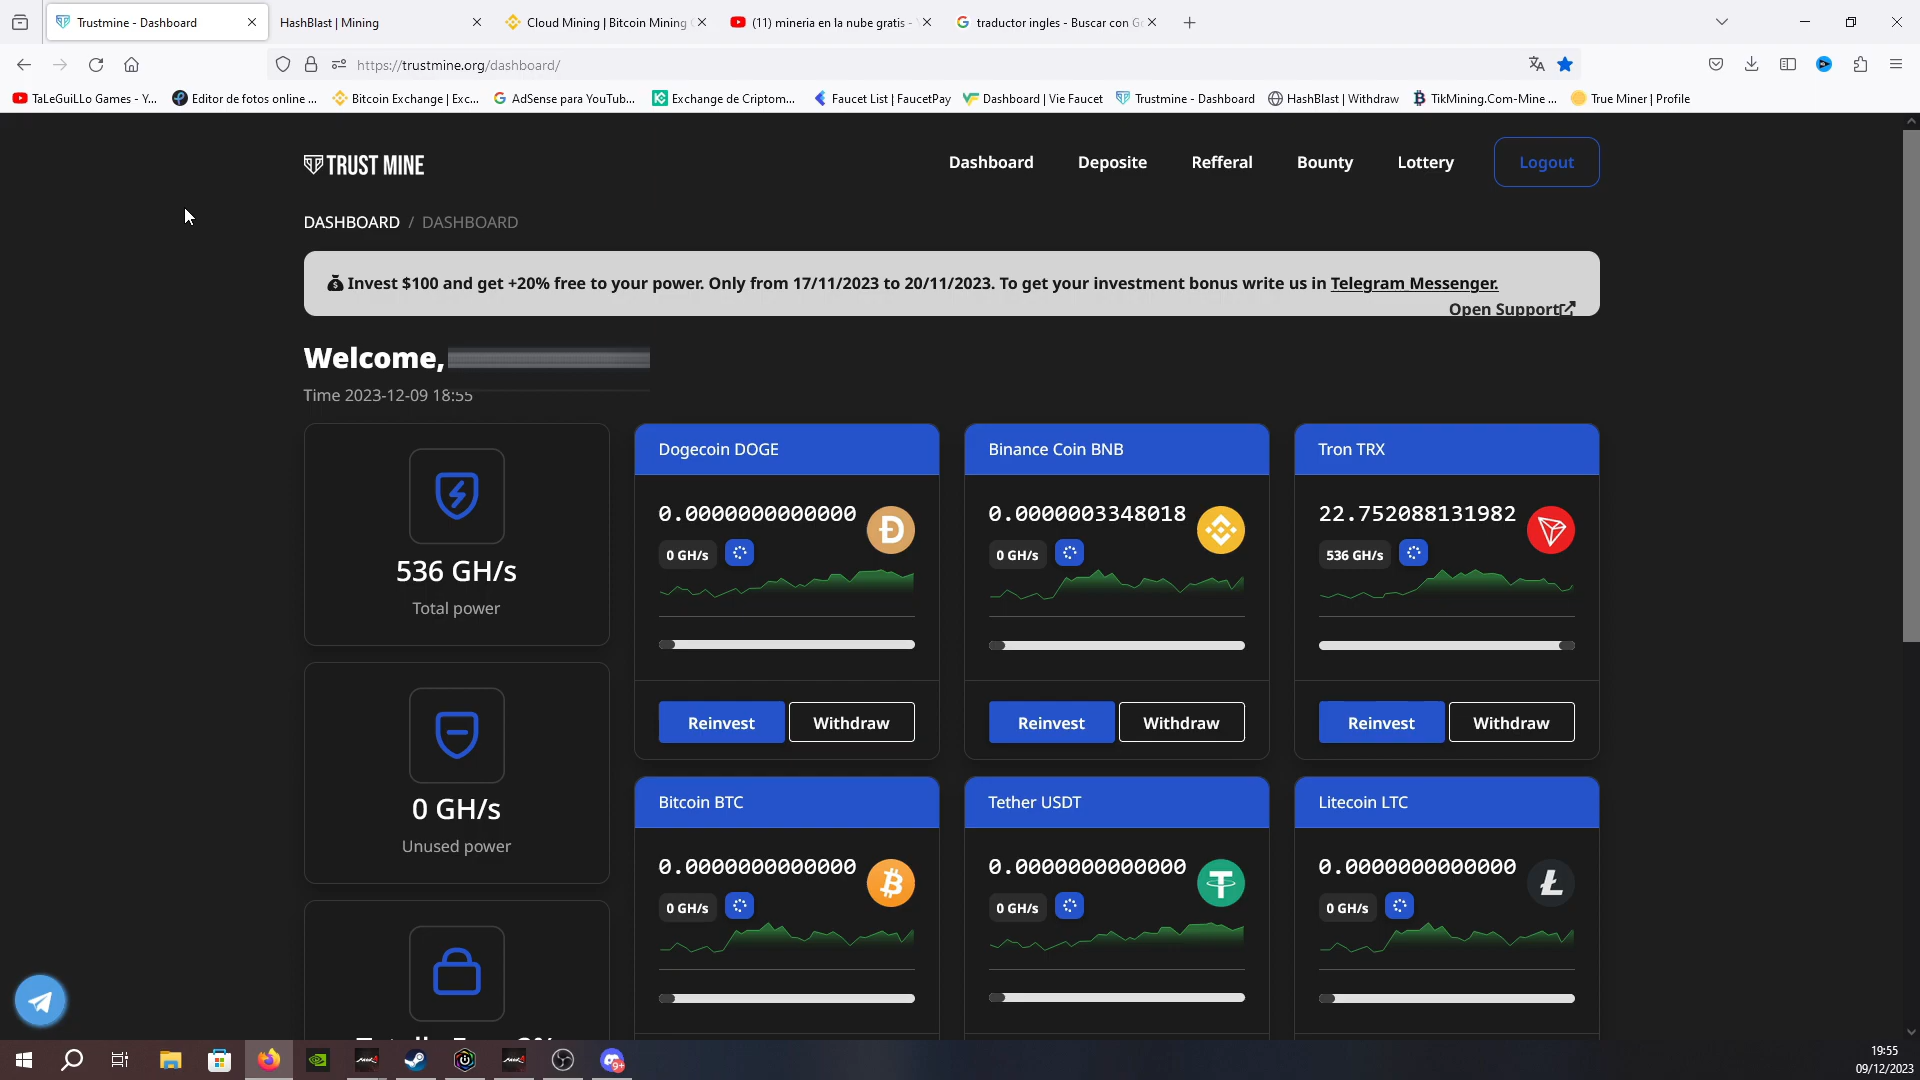 Trustmine - Dashboard
HashBlast | Mining
Cloud Mining | Bitcoin Mining
(11) mineria en la nube gratis -
traductor ingles - Buscar con G
https://trustmine.org/dashboard/
TaLeGuiLLo Games - Y...
Editor de fotos online ...
Bitcoin Exchange | Exc...
AdSense para YouTub...
Exchange de Criptom...
Faucet List | FaucetPay
Dashboard | Vie Faucet
Trustmine - Dashboard
HashBlast | Withdraw
TikMining.Com-Mine ...
True Miner | Profile
TRUST MINE
Dashboard
Deposite
Refferal
Bounty
Lottery
Logout
DASHBOARD / DASHBOARD
Invest $100 and get +20% free to your power. Only from 17/11/2023 to 20/11/2023. To get your investment bonus write us in Telegram Messenger.
Open Support
Welcome,
Time 2023-12-09 18:55
536 GH/s
Total power
0 GH/s
Unused power
Dogecoin DOGE
0.0000000000000
0 GH/s
Reinvest
Withdraw
Binance Coin BNB
0.0000003348018
0 GH/s
Reinvest
Withdraw
Tron TRX
22.752088131982
536 GH/s
Reinvest
Withdraw
Bitcoin BTC
0.0000000000000
0 GH/s
Tether USDT
0.0000000000000
0 GH/s
Litecoin LTC
0.0000000000000
0 GH/s
9+
19:55
09/12/2023